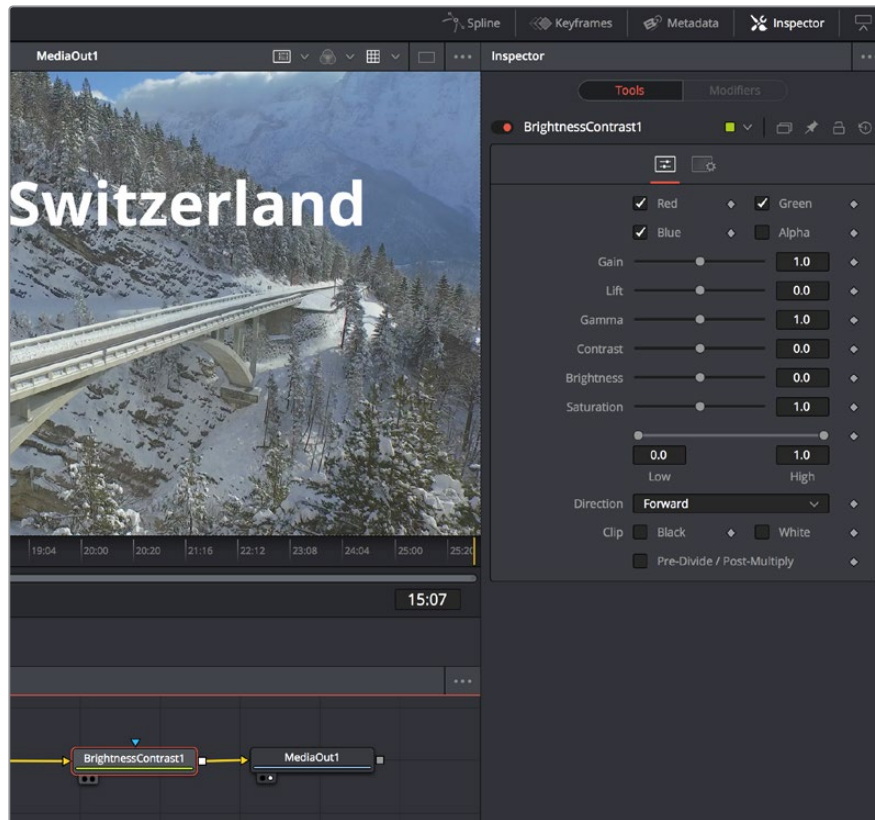 Spline Keyframes Metadata Inspector
MediaOut1
Inspector
Tools Modifiers
BrightnessContrast1
Switzerland
Red Green
Blue Alpha
Gain 1.0
Lift 0.0
Gamma 1.0
Contrast 0.0
Brightness 0.0
Saturation 1.0
0.0 1.0
Low High
Direction Forward
Clip Black White
Pre-Divide / Post-Multiply
19:04 20:00 20:20 21:16 22:12 23:08 24:04 25:00 25:20
15:07
BrightnessContrast1 MediaOut1